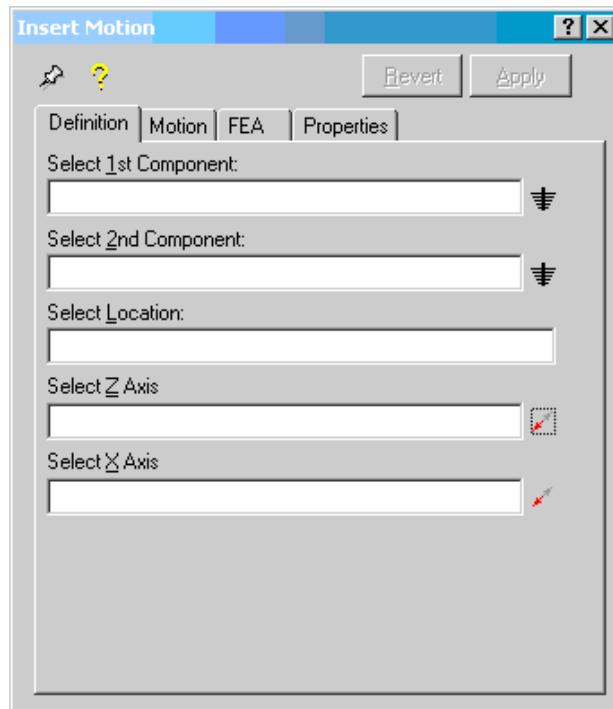 Insert Motion
Revert Apply
Definition Motion FEA Properties
Select 1st Component:
Select 2nd Component:
Select Location:
Select Z Axis
Select X Axis